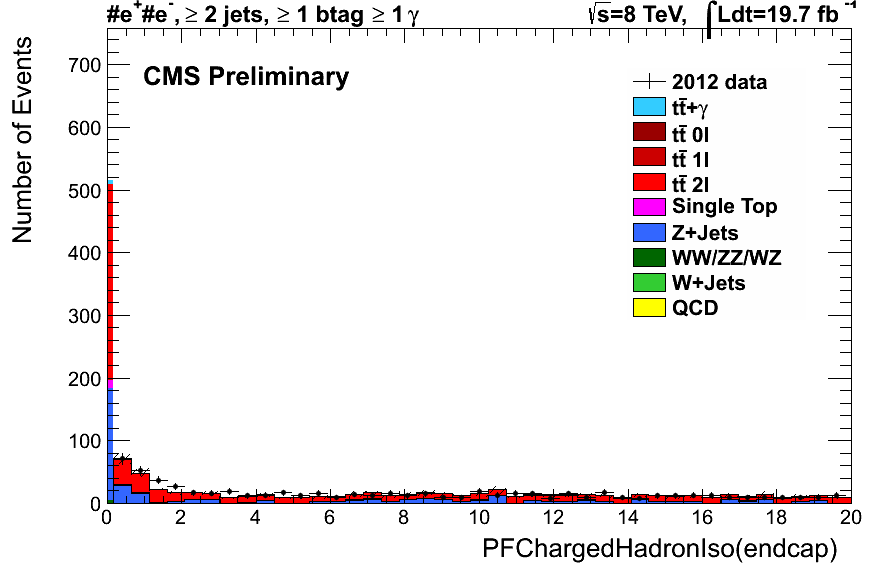 #e⁺#e⁻, ≥ 2 jets, ≥ 1 btag ≥ 1 γ
√s=8 TeV, ∫Ldt=19.7 fb⁻¹
CMS Preliminary
2012 data
tt̄+γ
tt̄ 0l
tt̄ 1l
tt̄ 2l
Single Top
Z+Jets
WW/ZZ/WZ
W+Jets
QCD
Number of Events
700
600
500
400
300
200
100
0
0 2 4 6 8 10 12 14 16 18 20
PFChargedHadronIso(endcap)